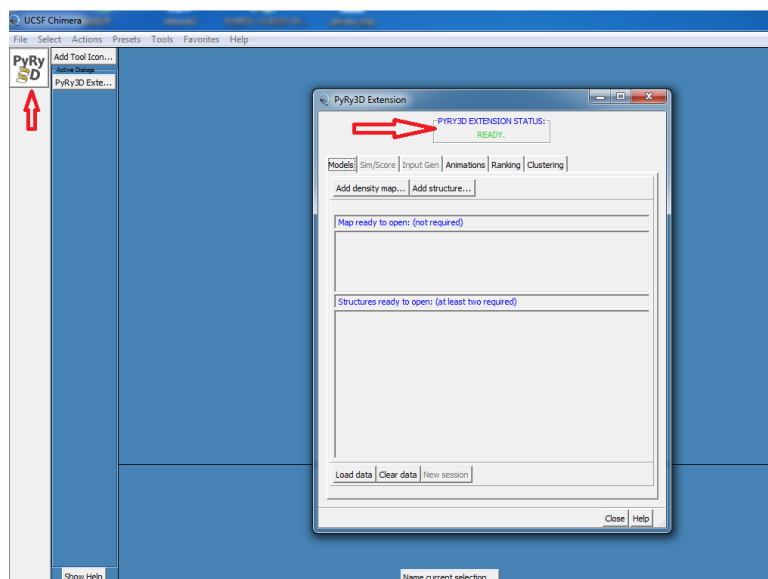 UCSF Chimera
File Select Actions Presets Tools Favorites Help
PyRy
3D
Add Tool Icon...
Active Dialogs
PyRy3D Exte...
PyRy3D Extension
PYRY3D EXTENSION STATUS:
READY.
Models Sim/Score Input Gen Animations Ranking Clustering
Add density map... Add structure...
Map ready to open: (not required)
Structures ready to open: (at least two required)
Load data Clear data New session
Close Help
Show Help
Name current selection...